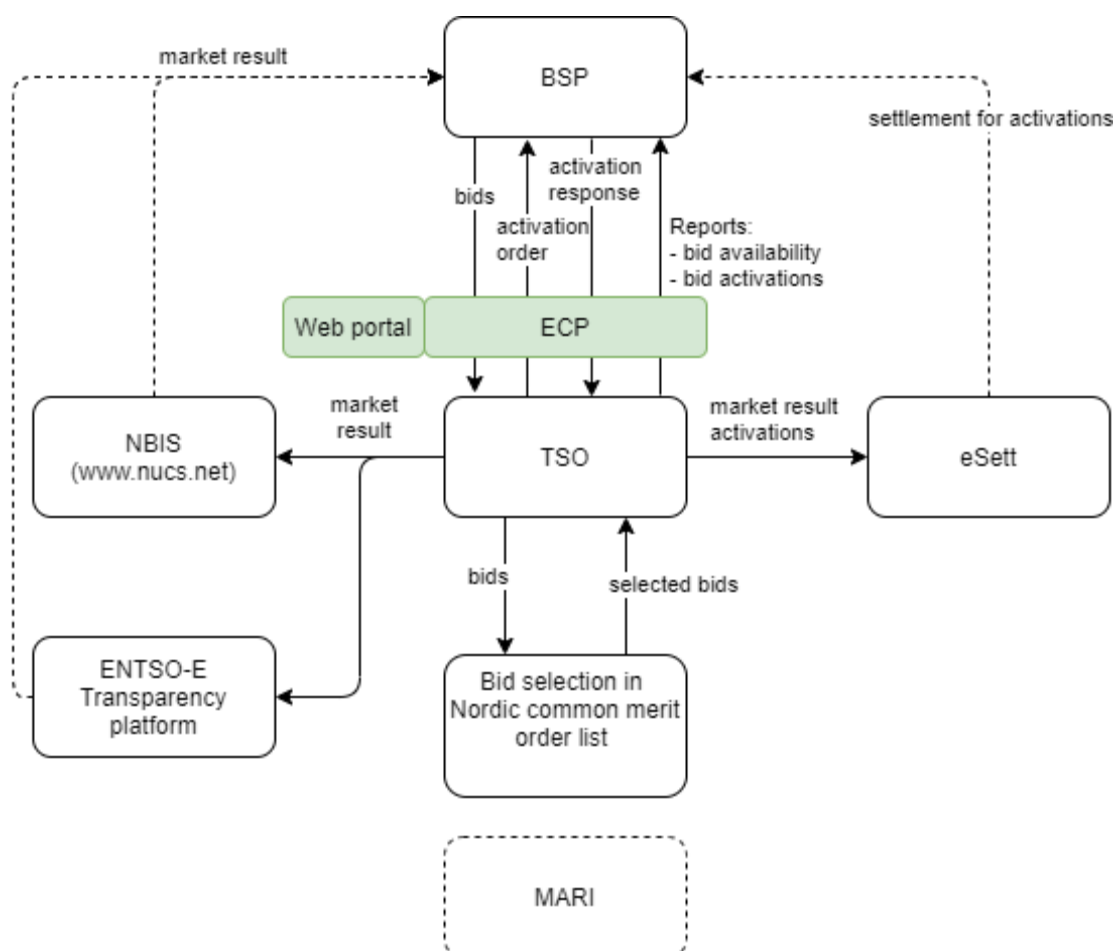 market result
BSP
settlement for activations
bids
activation
response
activation
order
Reports:
- bid availability
- bid activations
Web portal
ECP
NBIS
(www.nucs.net)
market
result
TSO
market result
activations
eSett
bids
selected bids
ENTSO-E
Transparency
platform
Bid selection in
Nordic common merit
order list
MARI